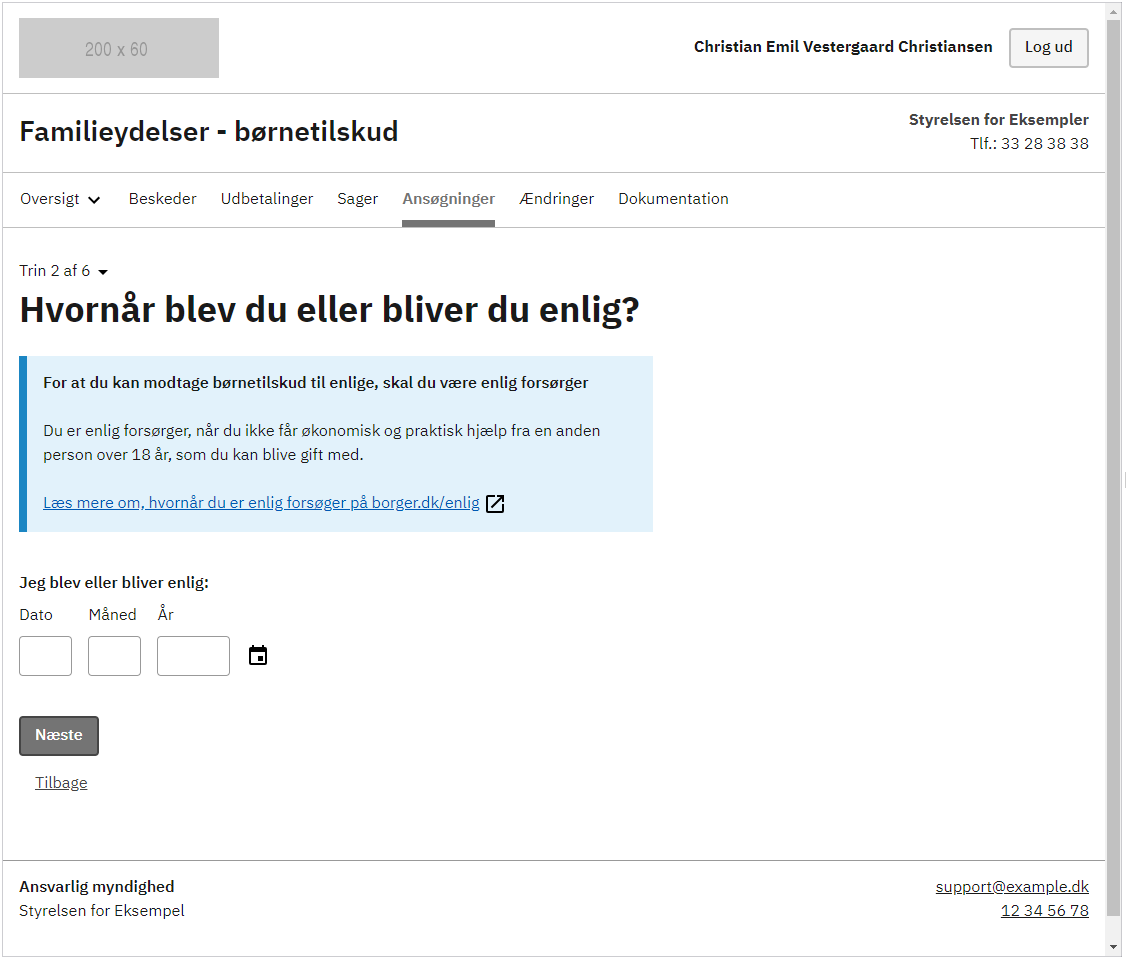 200 x 60
Christian Emil Vestergaard Christiansen
Log ud
Familieydelser - børnetilskud
Styrelsen for Eksempler
Tlf.: 33 28 38 38
Oversigt Beskeder Udbetalinger Sager Ansøgninger Ændringer Dokumentation
Trin 2 af 6
Hvornår blev du eller bliver du enlig?
For at du kan modtage børnetilskud til enlige, skal du være enlig forsørger
Du er enlig forsørger, når du ikke får økonomisk og praktisk hjælp fra en anden
person over 18 år, som du kan blive gift med.
Læs mere om, hvornår du er enlig forsøger på borger.dk/enlig
Jeg blev eller bliver enlig:
Dato Måned År
Næste
Tilbage
Ansvarlig myndighed
Styrelsen for Eksempel
support@example.dk
12 34 56 78